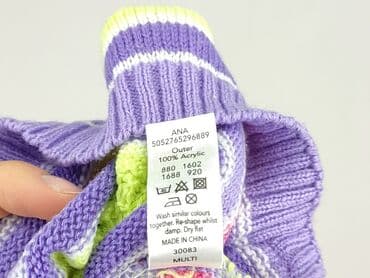 ANA
5052765296889
Outer
100% Acrylic
880 1602
1688 920
Wash similar colours
together. Re-shape whilst
damp. Dry flat
MADE IN CHINA
30083
MULTI